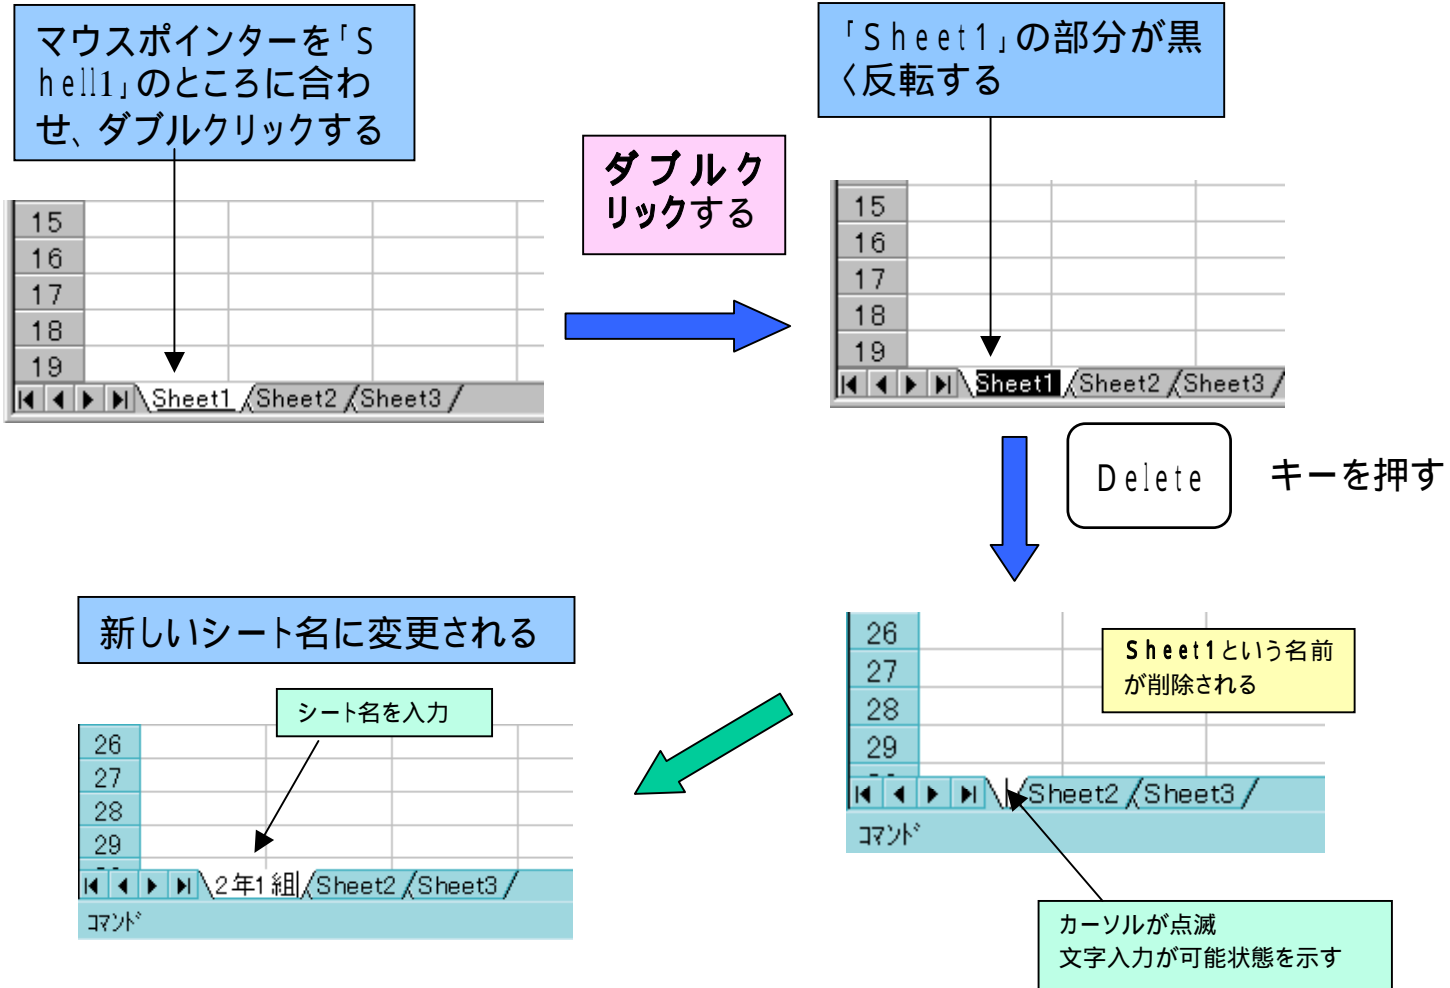 マウスポインターを「S
hell1」のところに合わ
せ、ダブルクリックする
「Sheet1」の部分が黒
く反転する
ダブルク
リックする
15
16
17
18
19
Sheet1 Sheet2 Sheet3
15
16
17
18
19
Sheet1 Sheet2 Sheet3
Delete キーを押す
新しいシート名に変更される
シート名を入力
26
27
28
29
2年1組 Sheet2 Sheet3
コマンド
26
27
28
29
Sheet1という名前
が削除される
Sheet2 Sheet3
コマンド
カーソルが点滅
文字入力が可能状態を示す